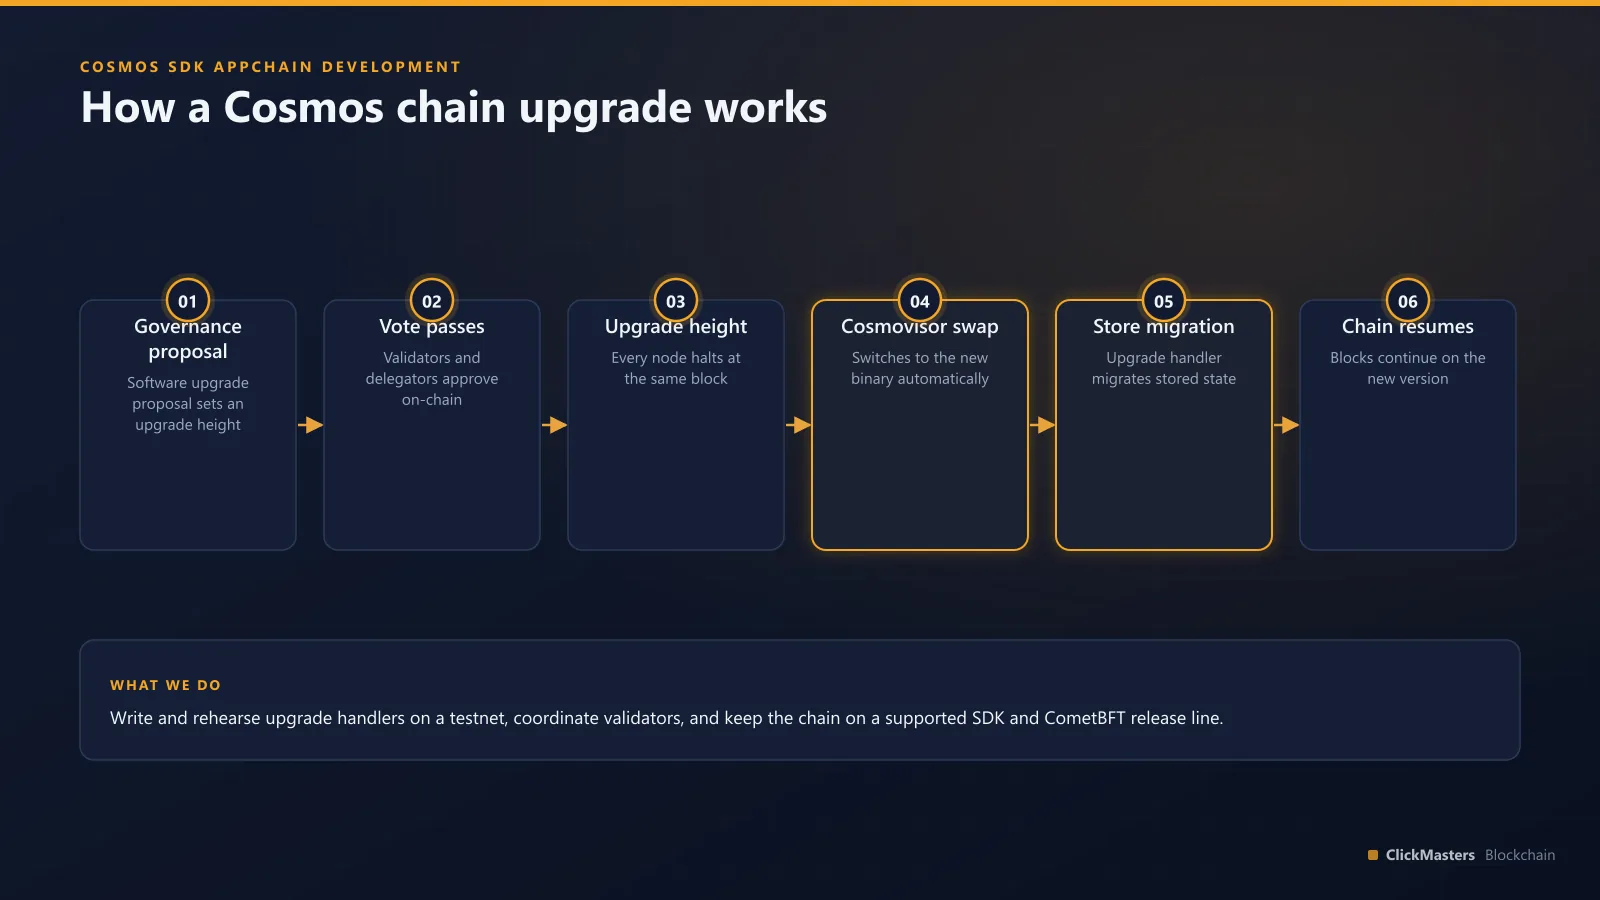 COSMOS SDK APPCHAIN DEVELOPMENT
How a Cosmos chain upgrade works
01
Governance
proposal
Software upgrade
proposal sets an
upgrade height
02
Vote passes
Validators and
delegators approve
on-chain
03
Upgrade height
Every node halts at
the same block
04
Cosmovisor swap
Switches to the new
binary automatically
05
Store migration
Upgrade handler
migrates stored state
06
Chain resumes
Blocks continue on the
new version
WHAT WE DO
Write and rehearse upgrade handlers on a testnet, coordinate validators, and keep the chain on a supported SDK and CometBFT release line.
ClickMasters Blockchain